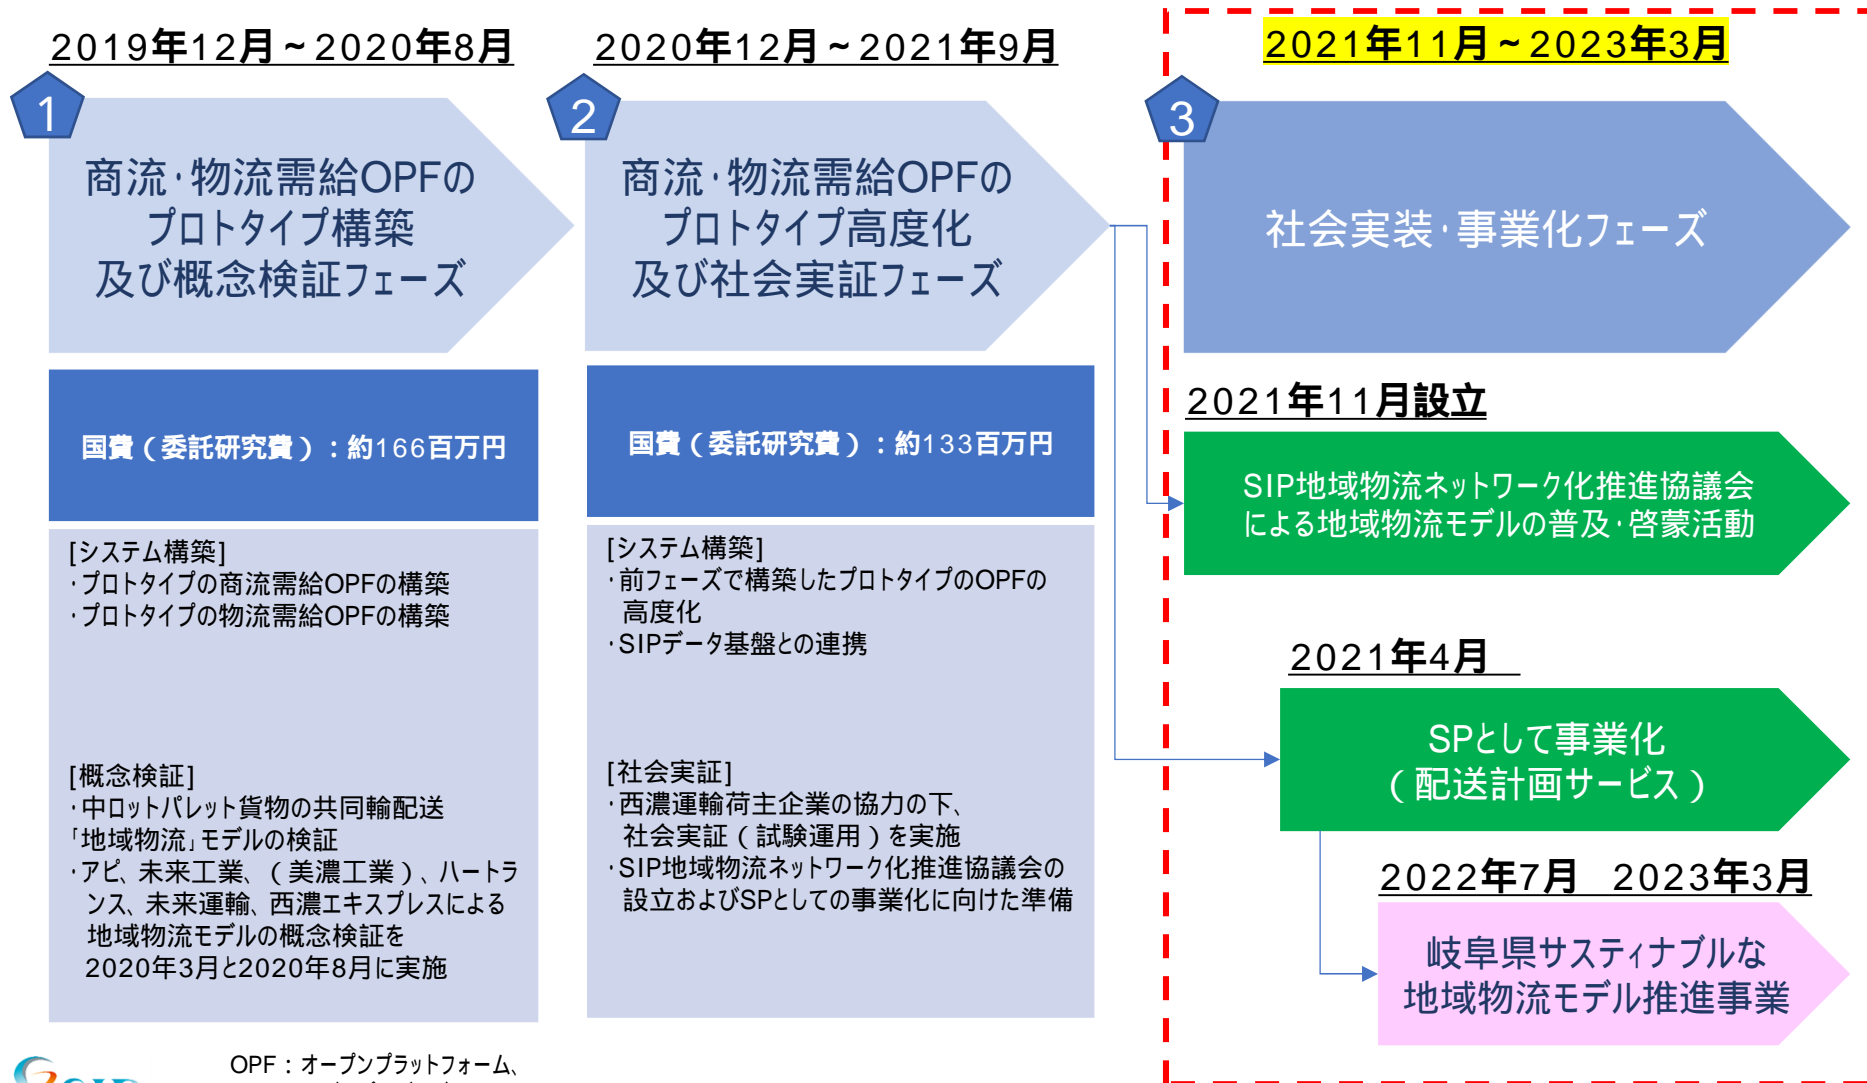 2019年12月~2020年8月
1
商流・物流需給OPFの
プロトタイプ構築
及び概念検証フェーズ
国費(委託研究費):約166百万円
[システム構築]
・プロトタイプの商流需給OPFの構築
・プロトタイプの物流需給OPFの構築
[概念検証]
・中ロットパレット貨物の共同輸配送
「地域物流」モデルの検証
・アピ、未来工業、(美濃工業)、ハートラ
ンス、未来運輸、西濃エキスプレスによる
地域物流モデルの概念検証を
2020年3月と2020年8月に実施
2020年12月~2021年9月
2
商流・物流需給OPFの
プロトタイプ高度化
及び社会実証フェーズ
国費(委託研究費):約133百万円
[システム構築]
・前フェーズで構築したプロトタイプのOPFの
高度化
・SIPデータ基盤との連携
[社会実証]
・西濃運輸荷主企業の協力の下、
社会実証(試験運用)を実施
・SIP地域物流ネットワーク化推進協議会の
設立およびSPとしての事業化に向けた準備
2021年11月~2023年3月
3
社会実装・事業化フェーズ
2021年11月設立
SIP地域物流ネットワーク化推進協議会
による地域物流モデルの普及・啓蒙活動
2021年4月
SPとして事業化
(配送計画サービス)
2022年7月 2023年3月
岐阜県サスティナブルな
地域物流モデル推進事業
OPF:オープンプラットフォーム、